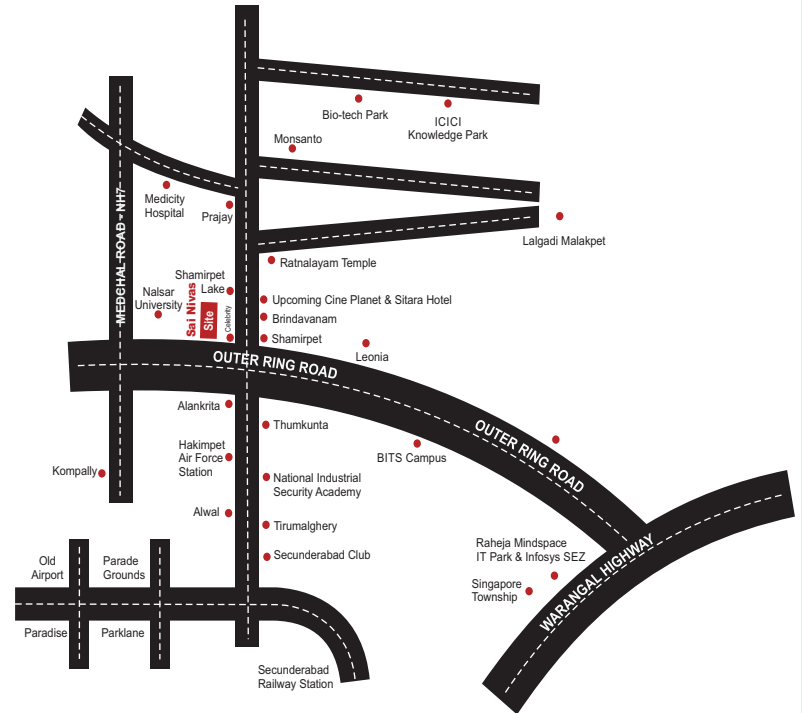 Bio-tech Park
ICICI
Knowledge Park
Monsanto
Medicity
Hospital
Prajay
Lalgadi Malakpet
MEDCHAL ROAD - NH7
Ratnalayam Temple
Shamirpet
Lake
Nalsar
University
Sai Nivas
Site
Celebrity
Upcoming Cine Planet & Sitara Hotel
Brindavanam
Shamirpet
Leonia
OUTER RING ROAD
Alankrita
Thumkunta
OUTER RING ROAD
Hakimpet
Air Force
Station
BITS Campus
Kompally
National Industrial
Security Academy
Alwal
Tirumalghery
Secunderabad Club
Raheja Mindspace
IT Park & Infosys SEZ
WARANGAL HIGHWAY
Singapore
Township
Old
Airport
Parade
Grounds
Paradise
Parklane
Secunderabad
Railway Station